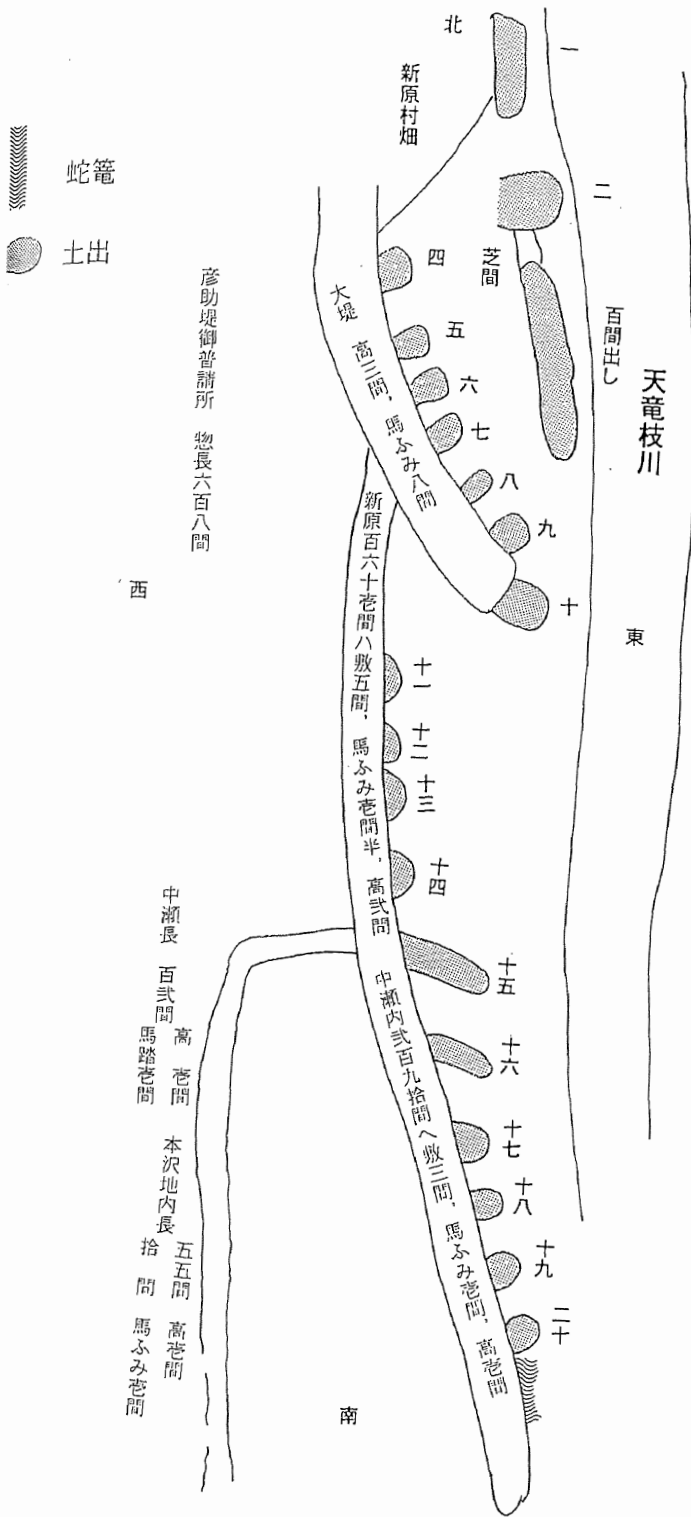 北
一
新原村畑
二
蛇篭
土出
四
芝間
大堤　高三間，馬ふみ八間
百間出し
天竜枝川
彦助堤御普請所　惣長六百八間
五
六
七
八
九
十
西
東
新原百六十壱間ハ敷五間，馬ふみ壱間半，高弐間
十一
十二
十三
十四
中瀬長　百弐間
高　壱間
馬踏壱間
十五
中瀬内弐百九拾間へ敷三間，馬ふみ壱間，高壱間
十六
十七
十八
本沢地内長
五五間　高壱間
拾　間　馬ふみ壱間
十九
二十
南